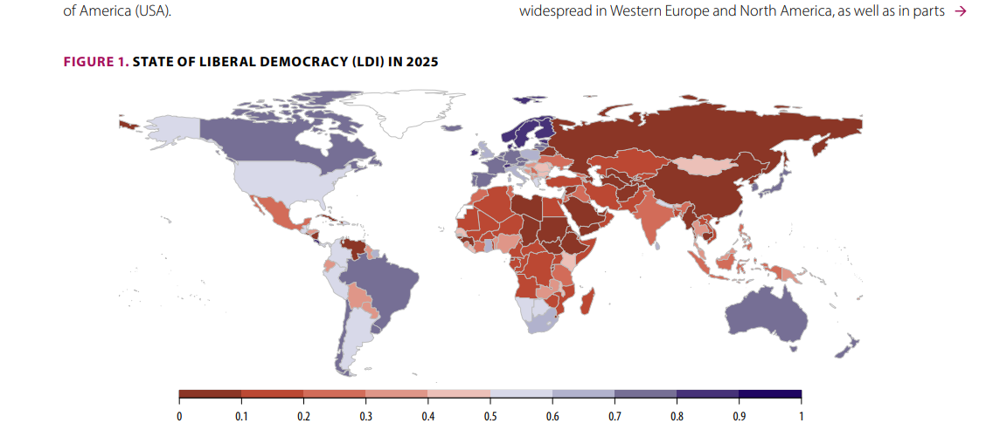 of America (USA).
widespread in Western Europe and North America, as well as in parts →
FIGURE 1. STATE OF LIBERAL DEMOCRACY (LDI) IN 2025
0 0.1 0.2 0.3 0.4 0.5 0.6 0.7 0.8 0.9 1